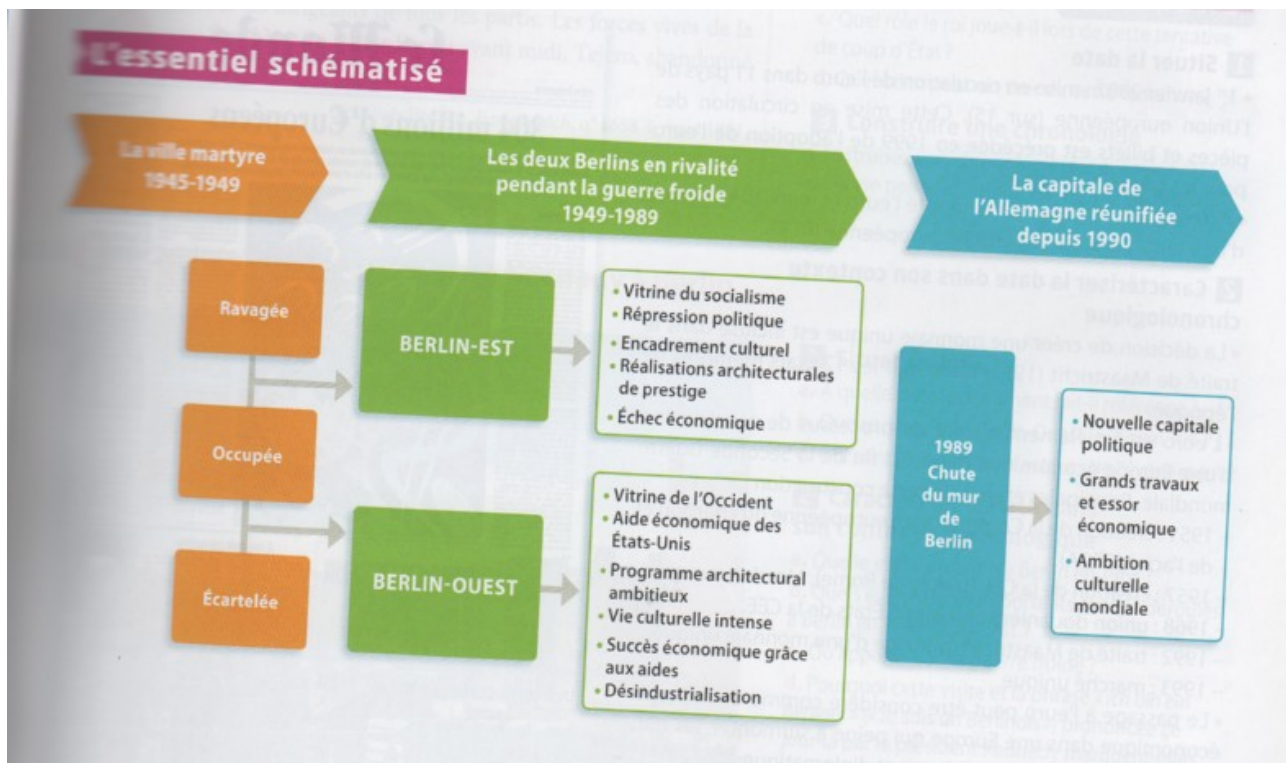 L'essentiel schématisé
La ville martyre
1945-1949
Les deux Berlins en rivalité
pendant la guerre froide
1949-1989
La capitale de
l'Allemagne réunifiée
depuis 1990
Ravagée
Occupée
Écartelée
BERLIN-EST
• Vitrine du socialisme
• Répression politique
• Encadrement culturel
• Réalisations architecturales
de prestige
• Échec économique
BERLIN-OUEST
• Vitrine de l'Occident
• Aide économique des
États-Unis
• Programme architectural
ambitieux
• Vie culturelle intense
• Succès économique grâce
aux aides
• Désindustrialisation
1989
Chute
du mur
de
Berlin
• Nouvelle capitale
politique
• Grands travaux
et essor
économique
• Ambition
culturelle
mondiale